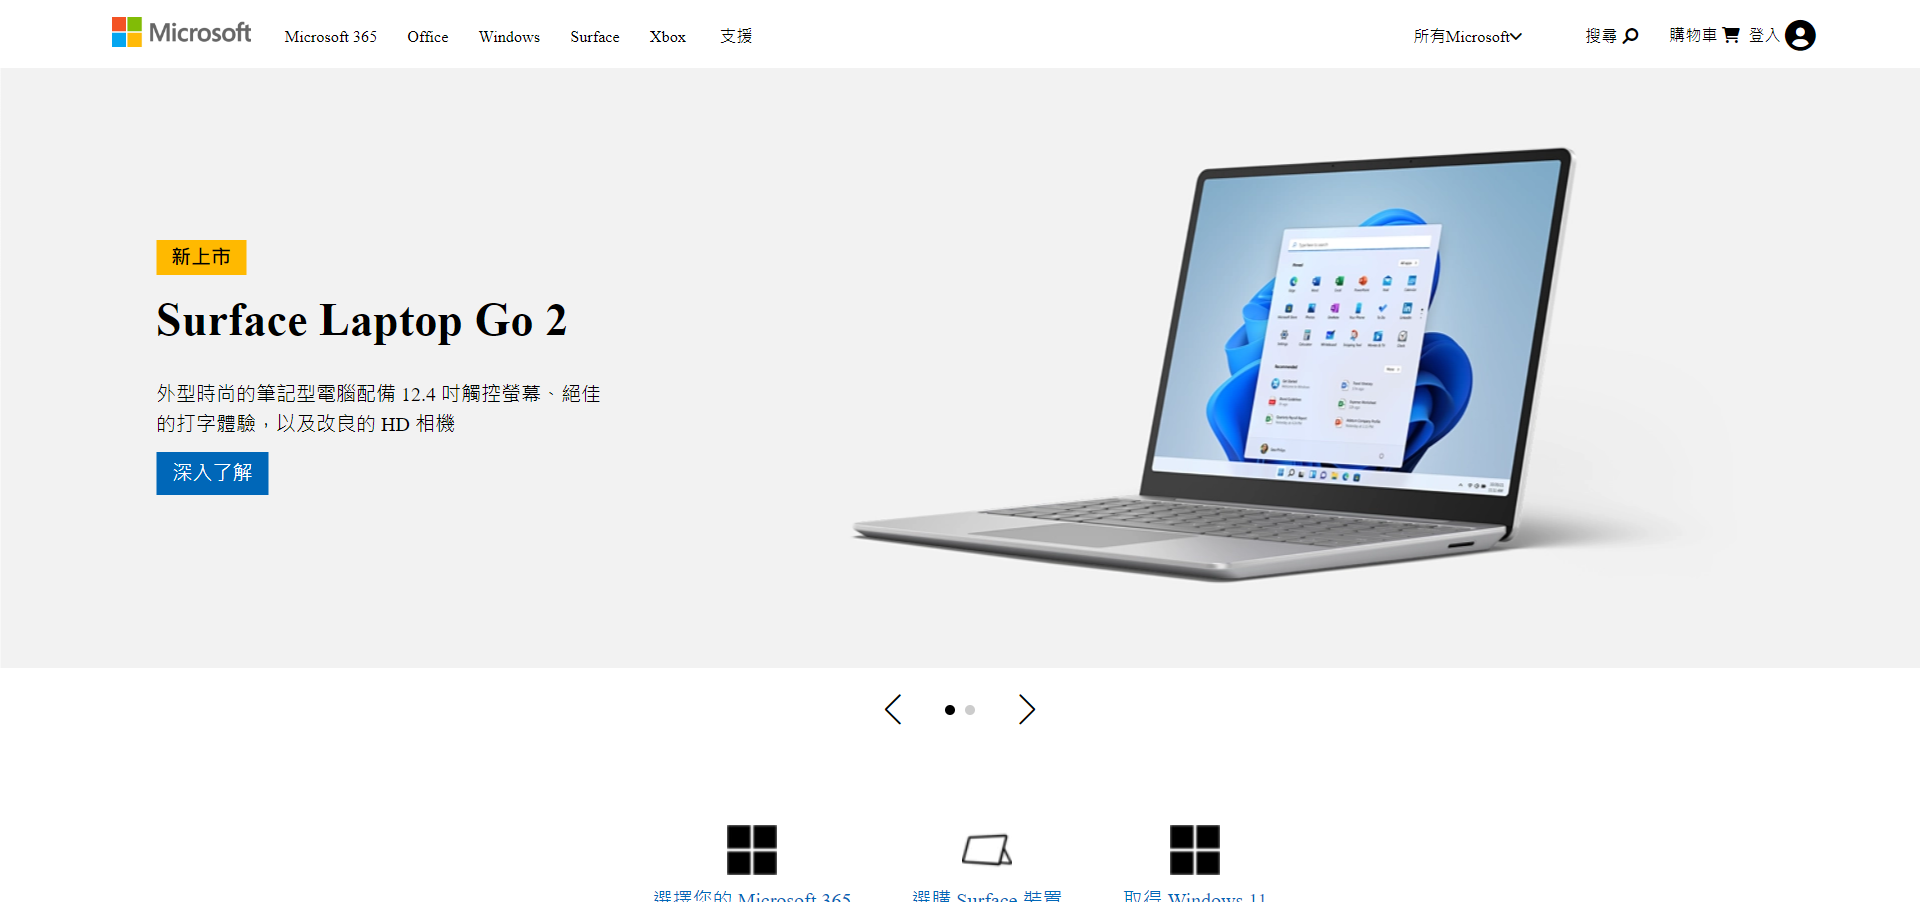 Microsoft
Microsoft 365 Office Windows Surface Xbox 支援
所有Microsoft 搜尋 購物車 登入
新上市
Surface Laptop Go 2
外型時尚的筆記型電腦配備 12.4 吋觸控螢幕、絕佳
的打字體驗，以及改良的 HD 相機
深入了解
Pinned
Recommended
選擇您的 Microsoft 365
選購 Surface 裝置
取得 Windows 11